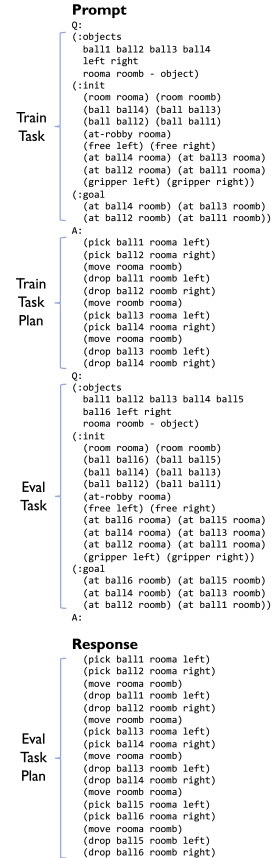 Prompt
Q:
(:objects
ball1 ball2 ball3 ball4
left right
rooma roomb - object)
(:init
(room rooma) (room roomb)
(ball ball4) (ball ball3)
(ball ball2) (ball ball1)
(at-robby rooma)
(free left) (free right)
(at ball4 rooma) (at ball3 rooma)
(at ball2 rooma) (at ball1 rooma)
(gripper left) (gripper right))
(:goal
(at ball4 roomb) (at ball3 roomb)
(at ball2 roomb) (at ball1 roomb))
Train
Task
A:
(pick ball1 rooma left)
(pick ball2 rooma right)
(move rooma roomb)
(drop ball1 roomb left)
(drop ball2 roomb right)
(move roomb rooma)
(pick ball3 rooma left)
(pick ball4 rooma right)
(move rooma roomb)
(drop ball3 roomb left)
(drop ball4 roomb right)
Train
Task
Plan
Q:
(:objects
ball1 ball2 ball3 ball4 ball5
ball6 left right
rooma roomb - object)
(:init
(room rooma) (room roomb)
(ball ball6) (ball ball5)
(ball ball4) (ball ball3)
(ball ball2) (ball ball1)
(at-robby rooma)
(free left) (free right)
(at ball6 rooma) (at ball5 rooma)
(at ball4 rooma) (at ball3 rooma)
(at ball2 rooma) (at ball1 rooma)
(gripper left) (gripper right))
(:goal
(at ball6 roomb) (at ball5 roomb)
(at ball4 roomb) (at ball3 roomb)
(at ball2 roomb) (at ball1 roomb))
Eval
Task
A:
Response
(pick ball1 rooma left)
(pick ball2 rooma right)
(move rooma roomb)
(drop ball1 roomb left)
(drop ball2 roomb right)
(move roomb rooma)
(pick ball3 rooma left)
(pick ball4 rooma right)
(move rooma roomb)
(drop ball3 roomb left)
(drop ball4 roomb right)
(move roomb rooma)
(pick ball5 rooma left)
(pick ball6 rooma right)
(move rooma roomb)
(drop ball5 roomb left)
(drop ball6 roomb right)
Eval
Task
Plan